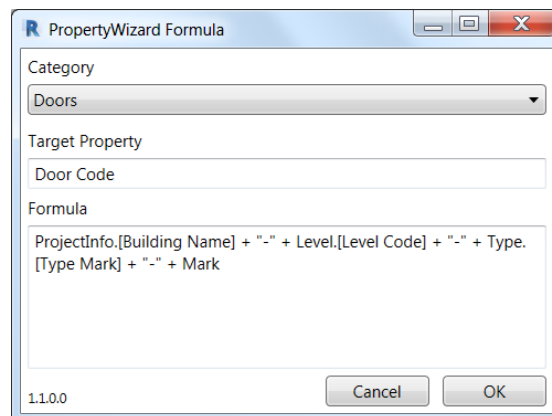 PropertyWizard Formula
Category
Doors
Target Property
Door Code
Formula
ProjectInfo.[Building Name] + "-" + Level.[Level Code] + "-" + Type.
[Type Mark] + "-" + Mark
1.1.0.0
Cancel
OK